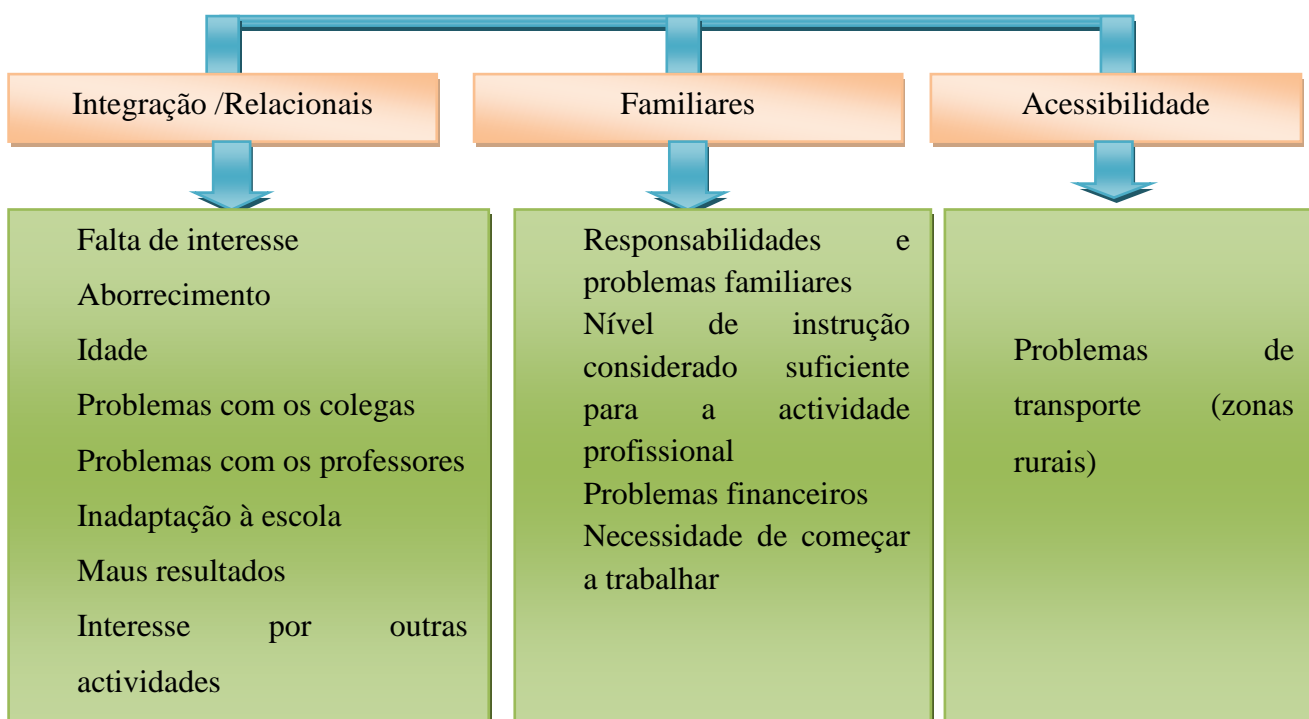 Integração /Relacionais
Falta de interesse
Aborrecimento
Idade
Problemas com os colegas
Problemas com os professores
Inadaptação à escola
Maus resultados
Interesse por outras
actividades
Familiares
Responsabilidades e
problemas familiares
Nível de instrução
considerado suficiente
para a actividade
profissional
Problemas financeiros
Necessidade de começar
a trabalhar
Acessibilidade
Problemas de
transporte (zonas
rurais)